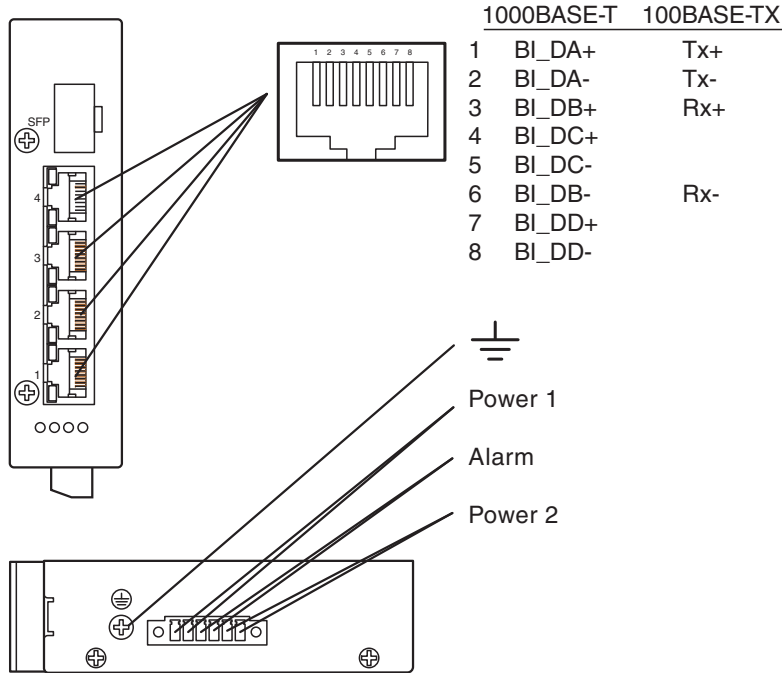 1000BASE-T 100BASE-TX
1 BI_DA+ Tx+
2 BI_DA- Tx-
3 BI_DB+ Rx+
4 BI_DC+
5 BI_DC-
6 BI_DB- Rx-
7 BI_DD+
8 BI_DD-
1 2 3 4 5 6 7 8
SFP
4
3
2
1
Power 1
Alarm
Power 2